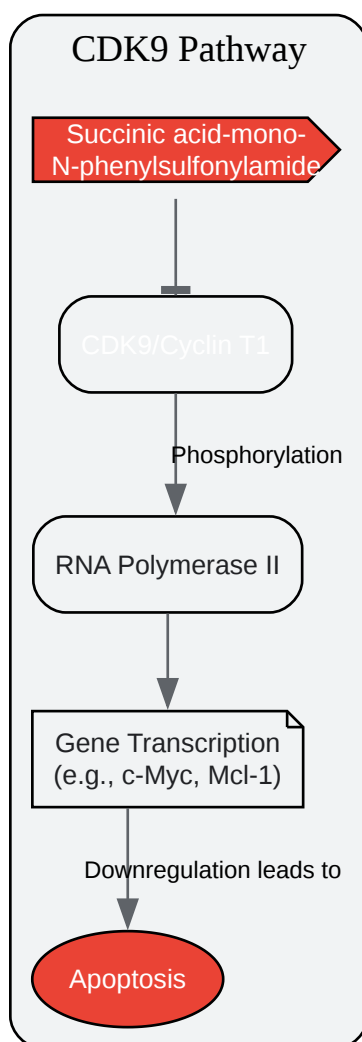 CDK9 Pathway
Succinic acid-mono-
N-phenylsulfonylamide
CDK9/Cyclin T1
Phosphorylation
RNA Polymerase II
Gene Transcription
(e.g., c-Myc, Mcl-1)
Downregulation leads to
Apoptosis